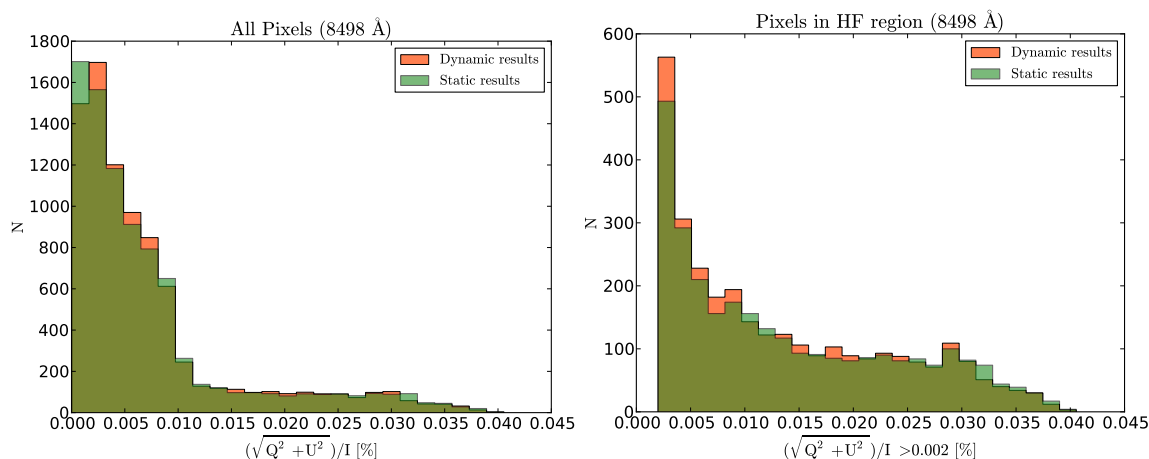 All Pixels (8498 Å)
1800
1600
1400
1200
1000
800
600
400
200
0
N
Dynamic results
Static results
0.000 0.005 0.010 0.015 0.020 0.025 0.030 0.035 0.040 0.045
(√Q² +U² )/I [%]
Pixels in HF region (8498 Å)
600
500
400
300
200
100
0
N
Dynamic results
Static results
0.000 0.005 0.010 0.015 0.020 0.025 0.030 0.035 0.040 0.045
(√Q² +U² )/I >0.002 [%]